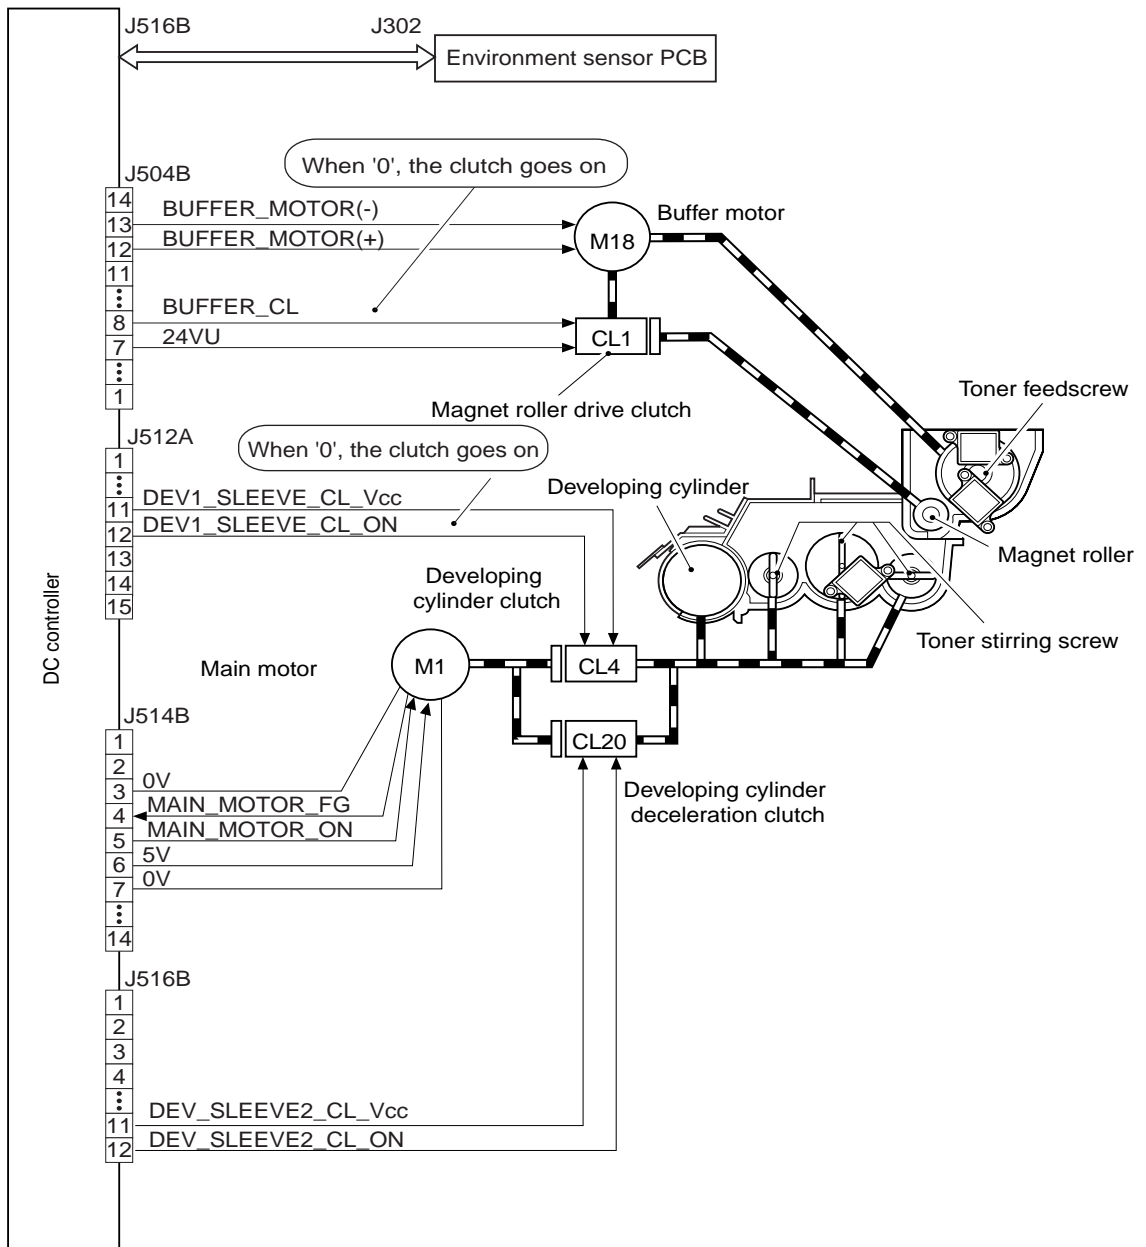 J516B
J302
Environment sensor PCB
DC controller
When '0', the clutch goes on
J504B
14
13
12
11
8
7
1
BUFFER_MOTOR(-)
BUFFER_MOTOR(+)
BUFFER_CL
24VU
Buffer motor
M18
CL1
Magnet roller drive clutch
Toner feedscrew
J512A
1
11
12
13
14
15
When '0', the clutch goes on
DEV1_SLEEVE_CL_Vcc
DEV1_SLEEVE_CL_ON
Developing cylinder
Magnet roller
Toner stirring screw
Developing
cylinder clutch
Main motor
M1
CL4
CL20
Developing cylinder
deceleration clutch
J514B
1
2
3
4
5
6
7
14
0V
MAIN_MOTOR_FG
MAIN_MOTOR_ON
5V
0V
J516B
1
2
3
4
11
12
DEV_SLEEVE2_CL_Vcc
DEV_SLEEVE2_CL_ON